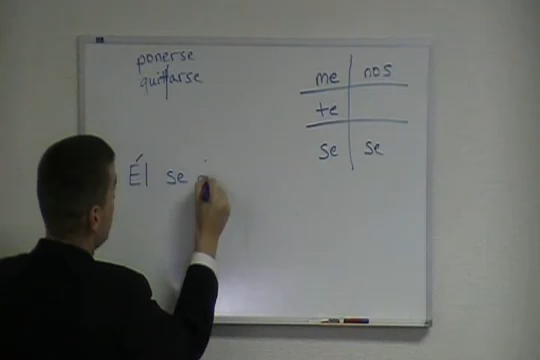 ponerse
quitarse
me nos
te
se se
Él se